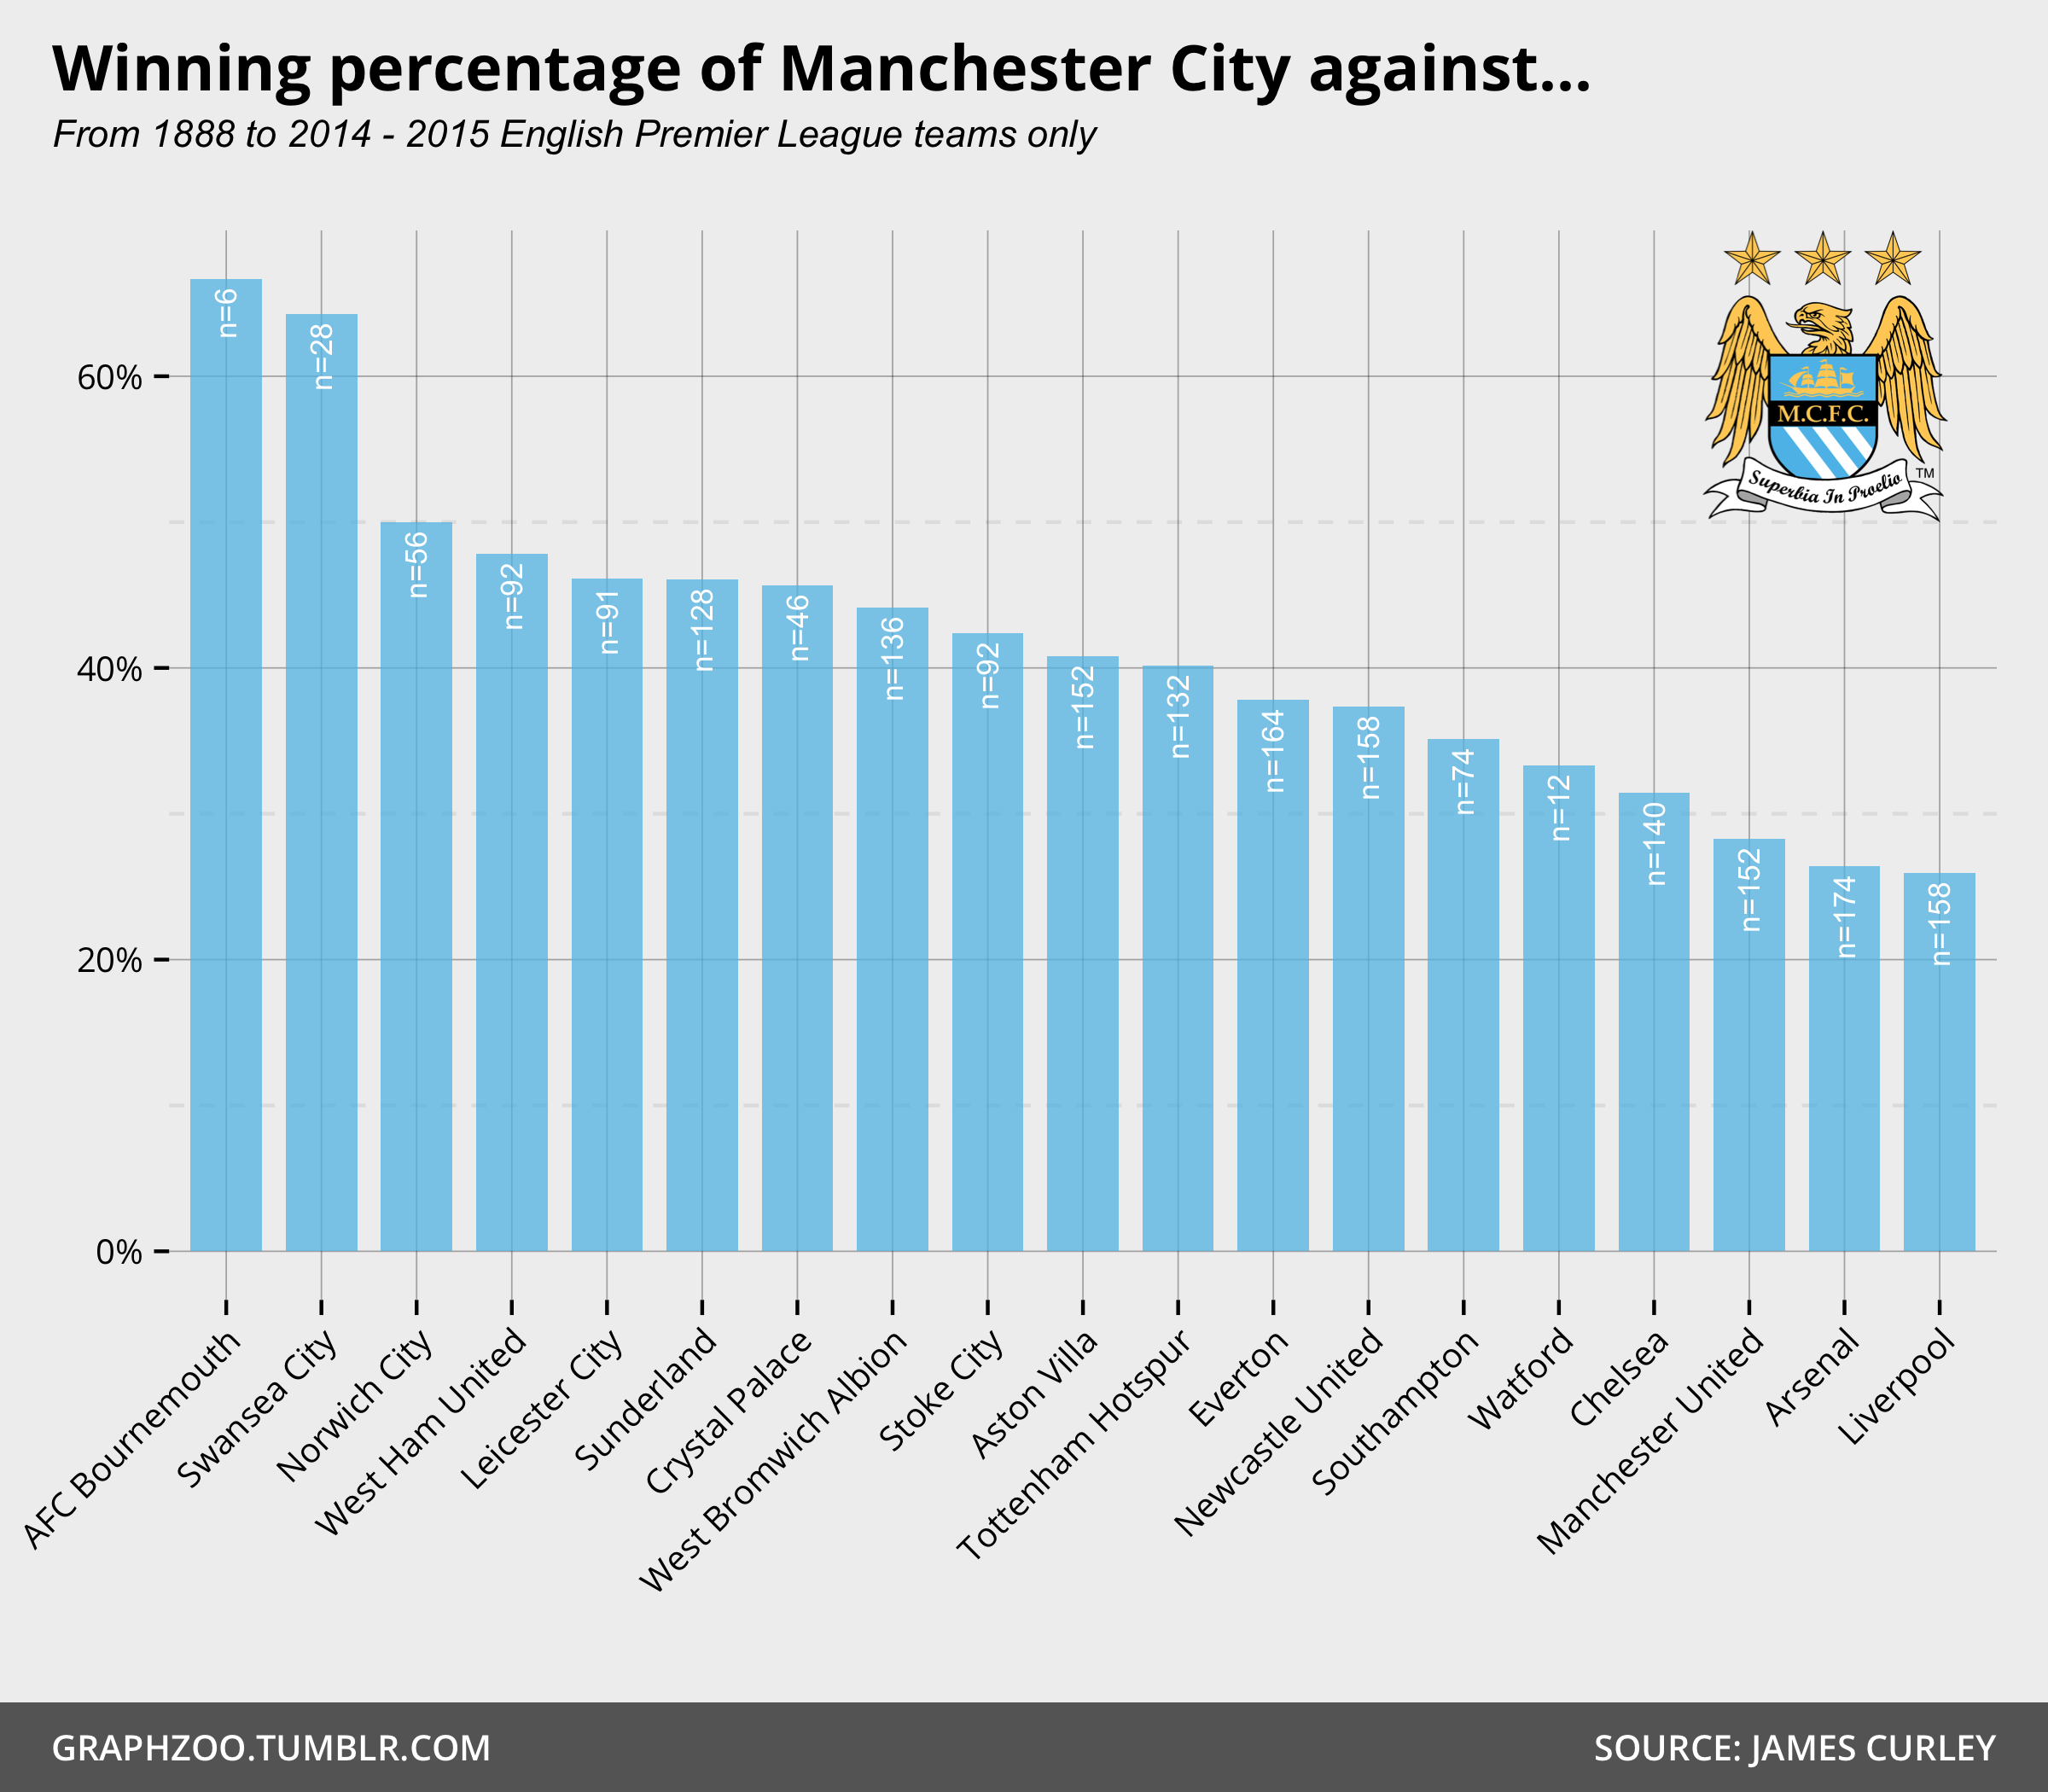 Winning percentage of Manchester City against...
From 1888 to 2014 - 2015 English Premier League teams only
60%
40%
20%
0%
n=6
n=28
n=56
n=92
n=91
n=128
n=46
n=136
n=92
n=152
n=132
n=164
n=158
n=74
n=12
n=140
n=152
n=174
n=158
M.C.F.C.
Superbia In Proelio
TM
AFC Bournemouth
Swansea City
Norwich City
West Ham United
Leicester City
Sunderland
Crystal Palace
West Bromwich Albion
Stoke City
Aston Villa
Tottenham Hotspur
Everton
Newcastle United
Southampton
Watford
Chelsea
Manchester United
Arsenal
Liverpool
GRAPHZOO.TUMBLR.COM
SOURCE: JAMES CURLEY